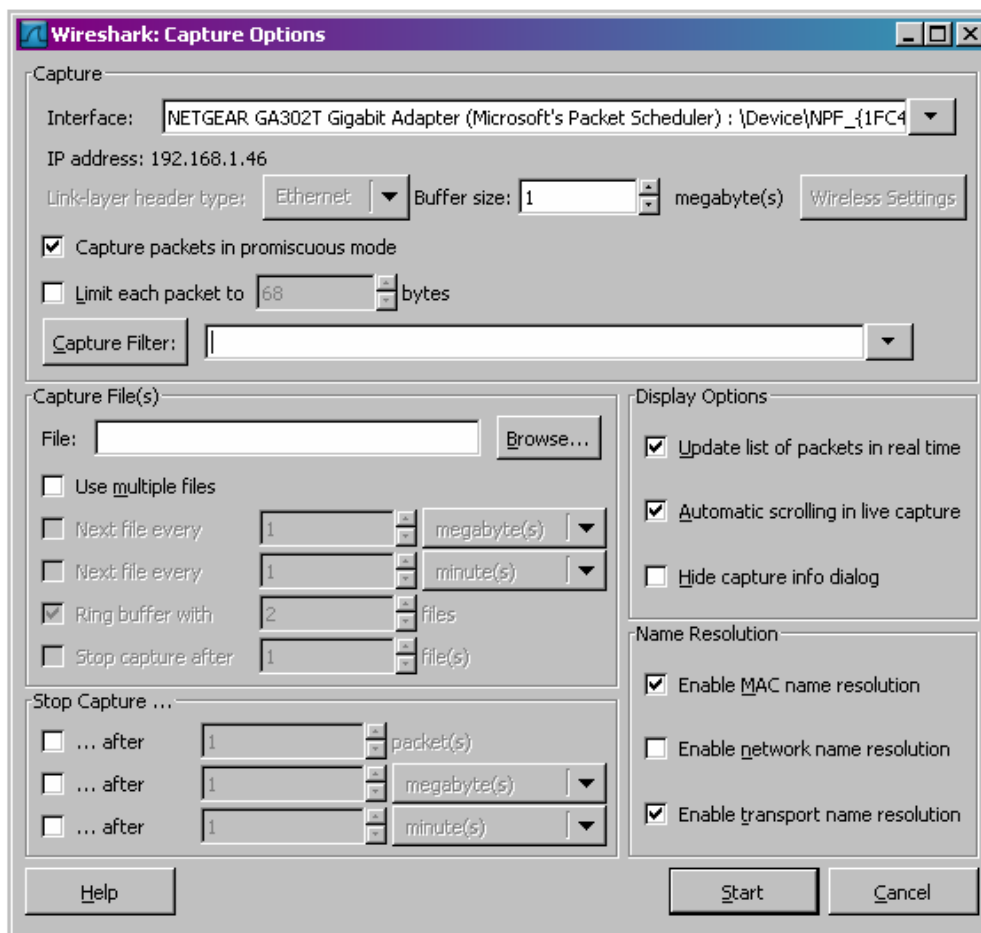 Wireshark: Capture Options
Capture
Interface: NETGEAR GA302T Gigabit Adapter (Microsoft's Packet Scheduler) : \Device\NPF_{1FC4
IP address: 192.168.1.46
Link-layer header type: Ethernet Buffer size: 1 megabyte(s) Wireless Settings
Capture packets in promiscuous mode
Limit each packet to 68 bytes
Capture Filter:
Capture File(s)
File: Browse...
Use multiple files
Next file every 1 megabyte(s)
Next file every 1 minute(s)
Ring buffer with 2 files
Stop capture after 1 file(s)
Stop Capture ...
... after 1 packet(s)
... after 1 megabyte(s)
... after 1 minute(s)
Display Options
Update list of packets in real time
Automatic scrolling in live capture
Hide capture info dialog
Name Resolution
Enable MAC name resolution
Enable network name resolution
Enable transport name resolution
Help Start Cancel